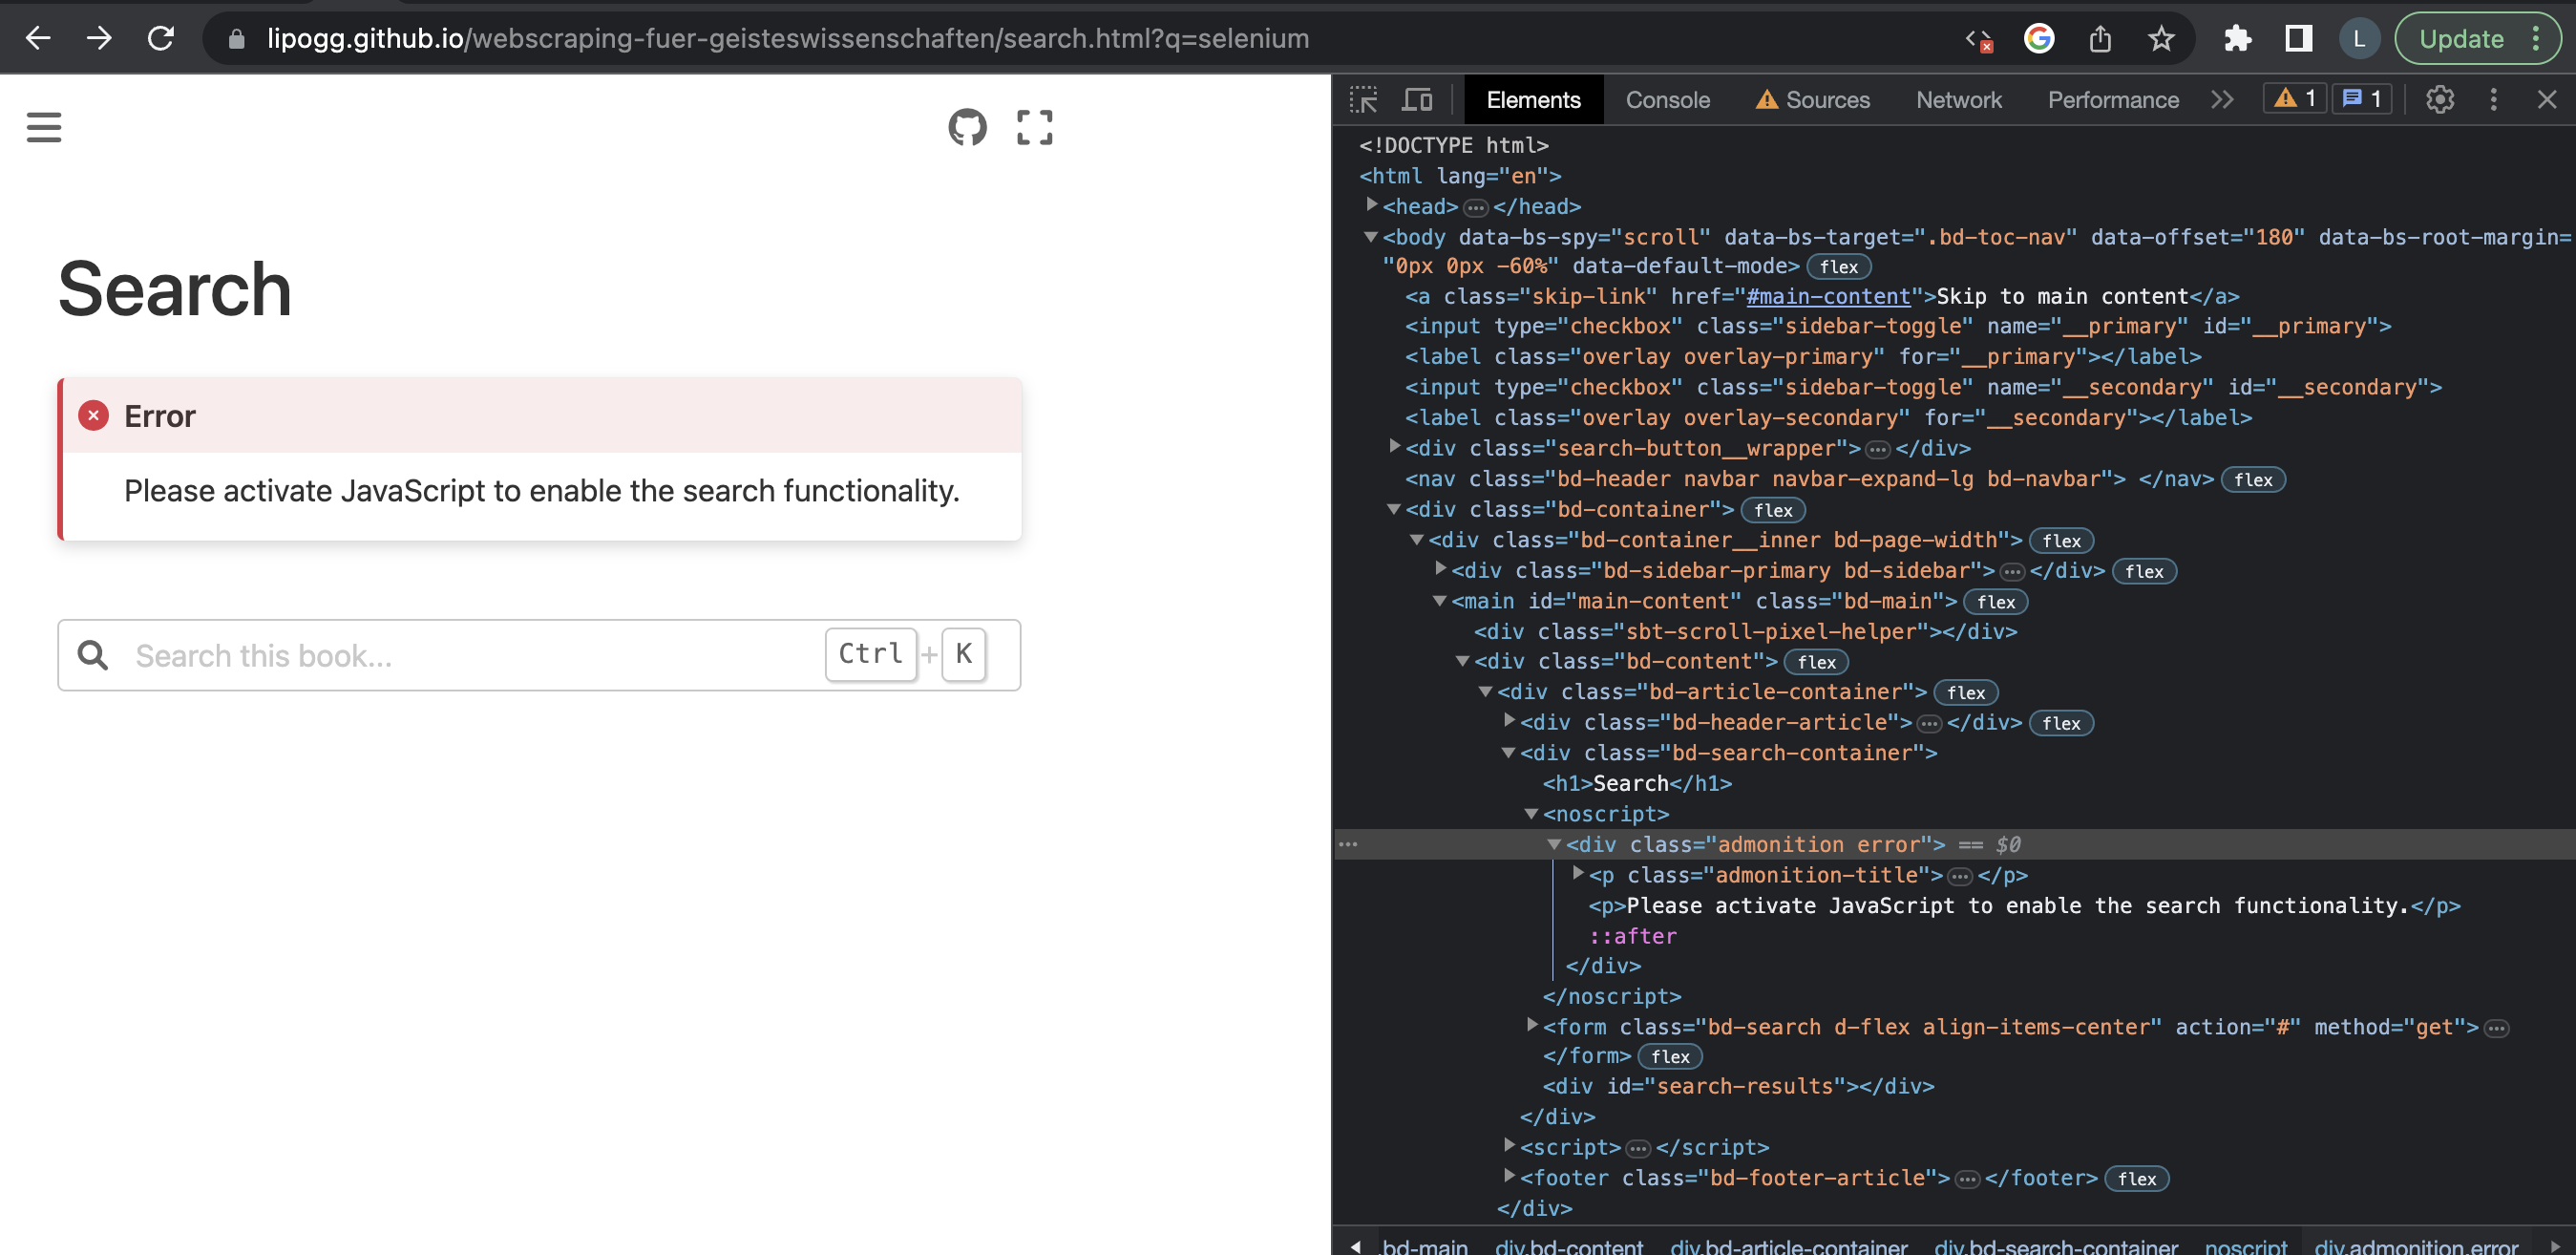 lipogg.github.io/webscraping-fuer-geisteswissenschaften/search.html?q=selenium
L
Update
Search
Error
Please activate JavaScript to enable the search functionality.
Search this book...
Ctrl + K
Elements Console Sources Network Performance 1 1
<!DOCTYPE html>
<html lang="en">
<head> ⋯ </head>
<body data-bs-spy="scroll" data-bs-target=".bd-toc-nav" data-offset="180" data-bs-root-margin=
"0px 0px -60%" data-default-mode> flex
<a class="skip-link" href="#main-content">Skip to main content</a>
<input type="checkbox" class="sidebar-toggle" name="__primary" id="__primary">
<label class="overlay overlay-primary" for="__primary"></label>
<input type="checkbox" class="sidebar-toggle" name="__secondary" id="__secondary">
<label class="overlay overlay-secondary" for="__secondary"></label>
<div class="search-button__wrapper"> ⋯ </div>
<nav class="bd-header navbar navbar-expand-lg bd-navbar"> </nav> flex
<div class="bd-container"> flex
<div class="bd-container__inner bd-page-width"> flex
<div class="bd-sidebar-primary bd-sidebar"> ⋯ </div> flex
<main id="main-content" class="bd-main"> flex
<div class="sbt-scroll-pixel-helper"></div>
<div class="bd-content"> flex
<div class="bd-article-container"> flex
<div class="bd-header-article"> ⋯ </div> flex
<div class="bd-search-container">
<h1>Search</h1>
<noscript>
<div class="admonition error"> == $0
<p class="admonition-title"> ⋯ </p>
<p>Please activate JavaScript to enable the search functionality.</p>
::after
</div>
</noscript>
<form class="bd-search d-flex align-items-center" action="#" method="get"> ⋯
</form> flex
<div id="search-results"></div>
</div>
<script> ⋯ </script>
<footer class="bd-footer-article"> ⋯ </footer> flex
</div>
.bd-main div.bd-content div.bd-article-container div.bd-search-container noscript div.admonition.error